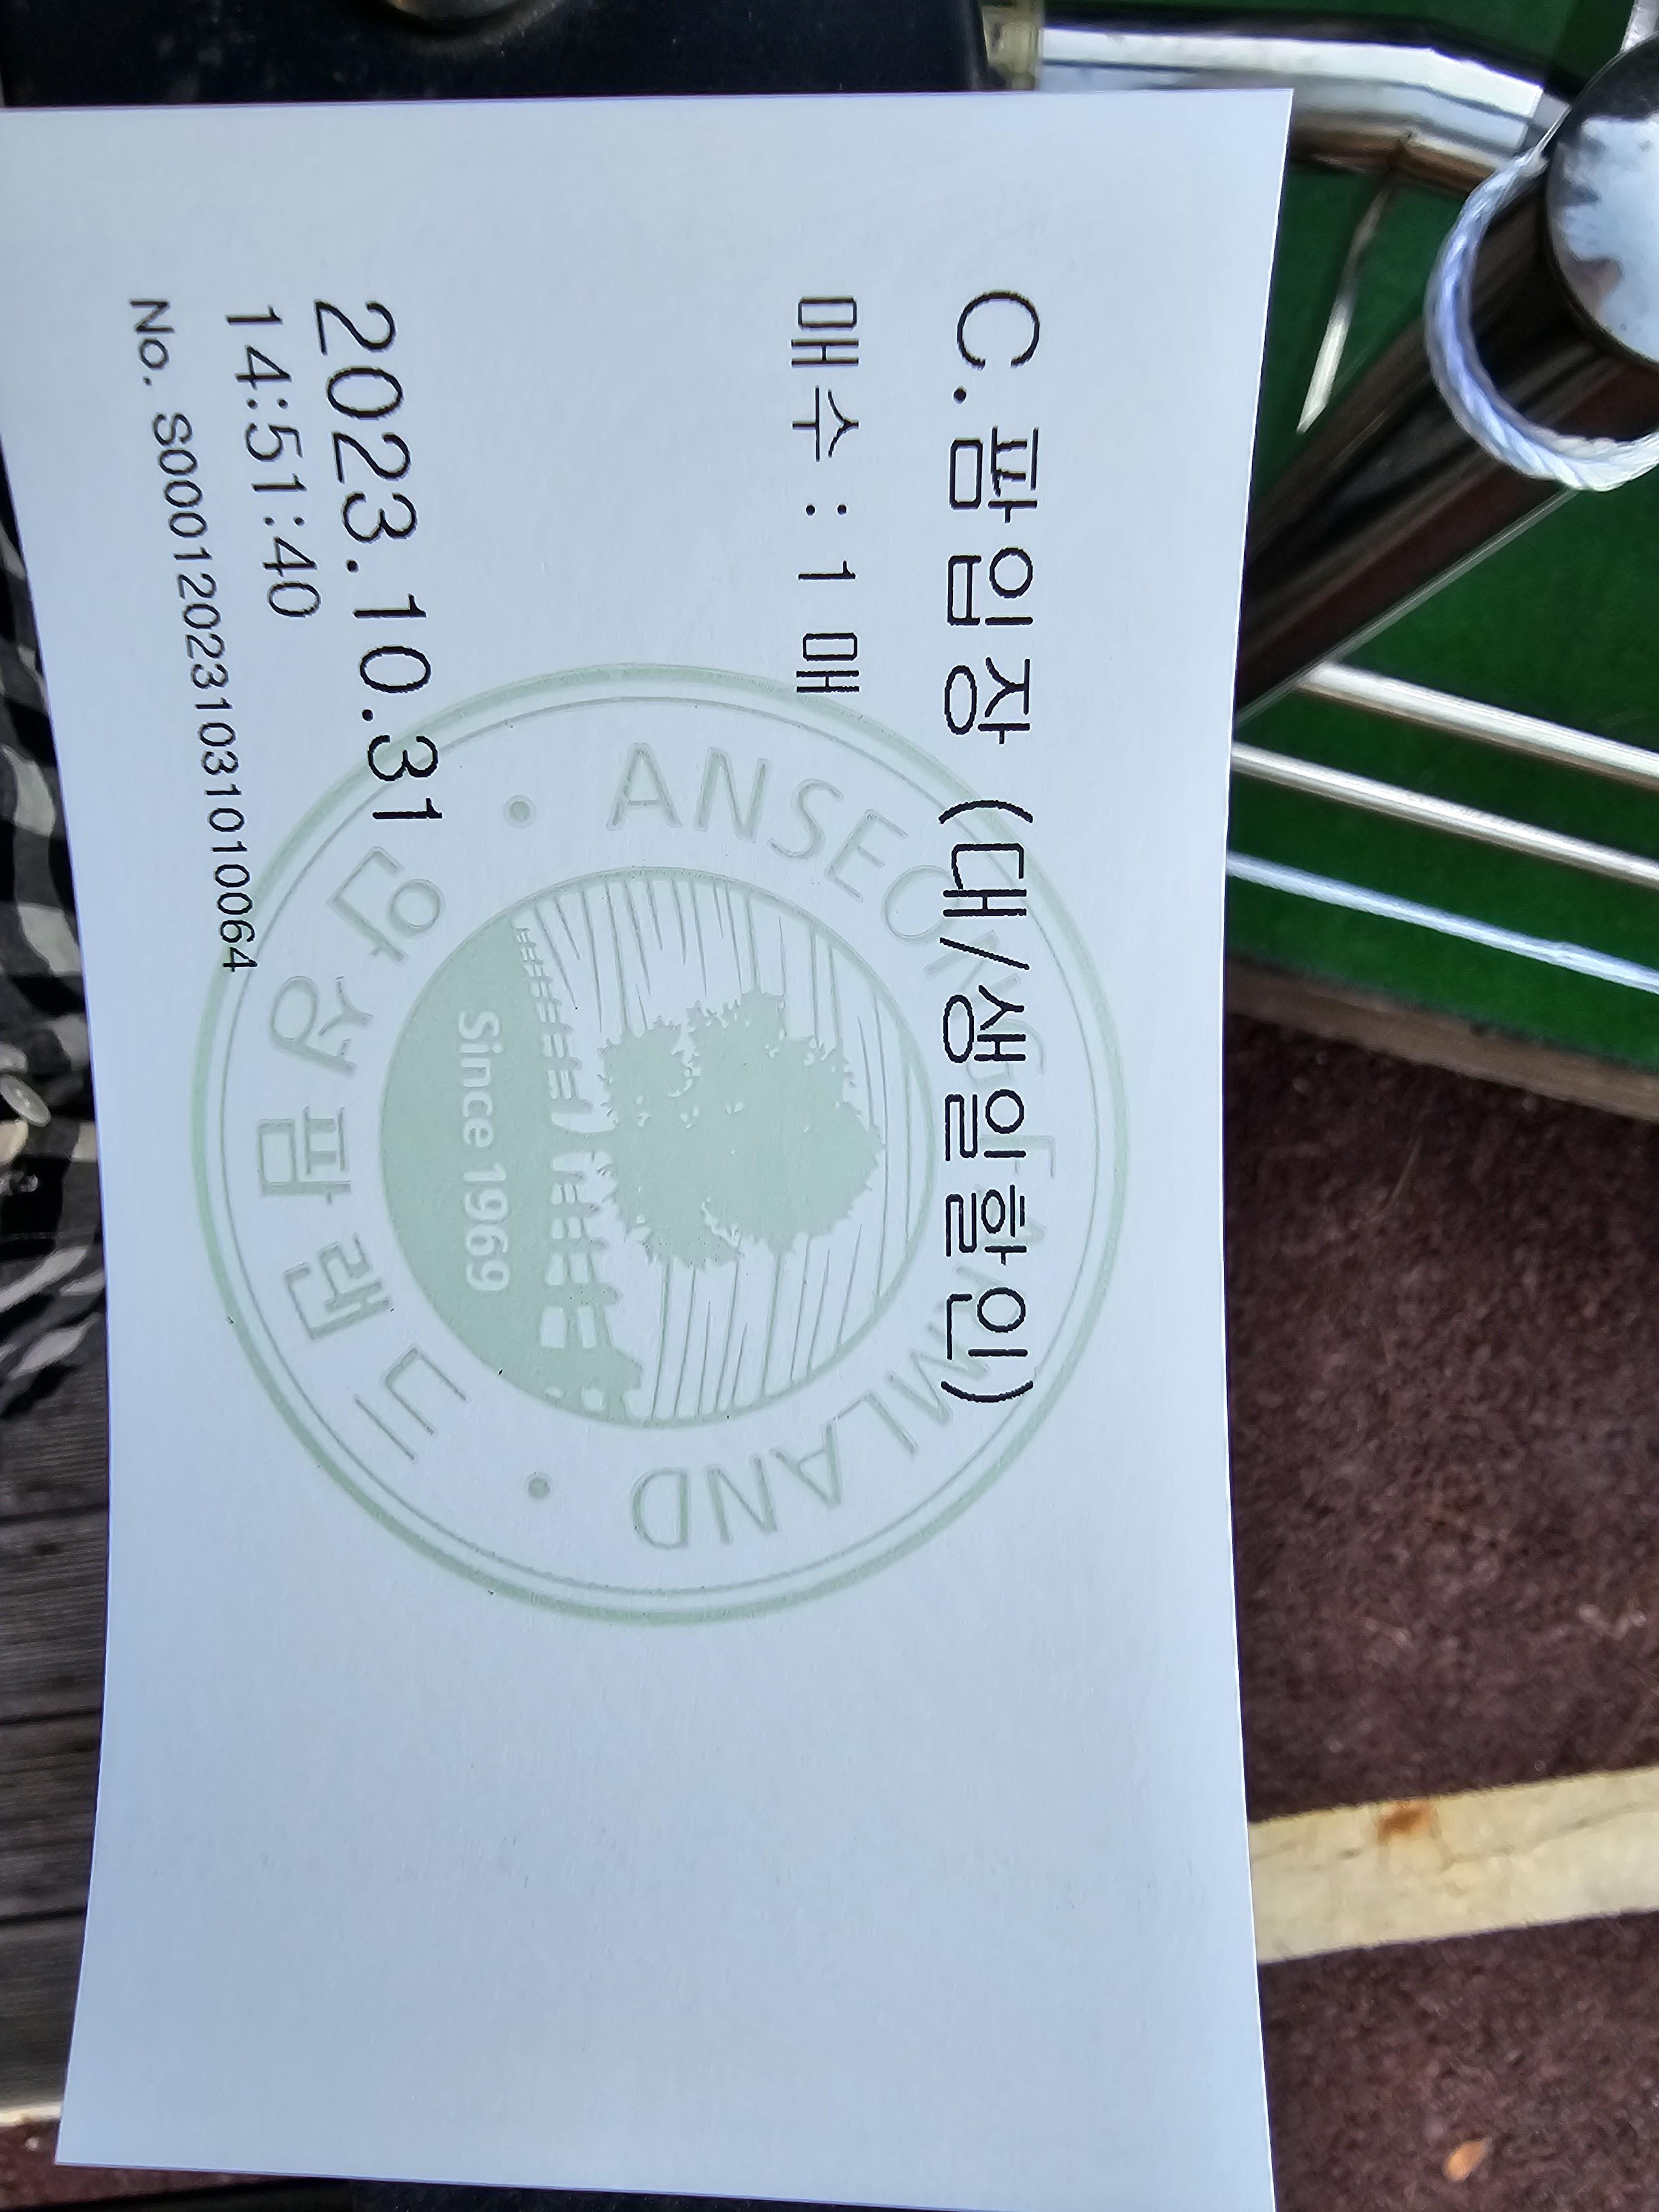 C.팜입장 (대/생일할인)
매수 : 1 매
2023.10.31
14:51:40
No. S000120231031010064
ANSEONG FARMLAND
안성팜랜드
Since 1969